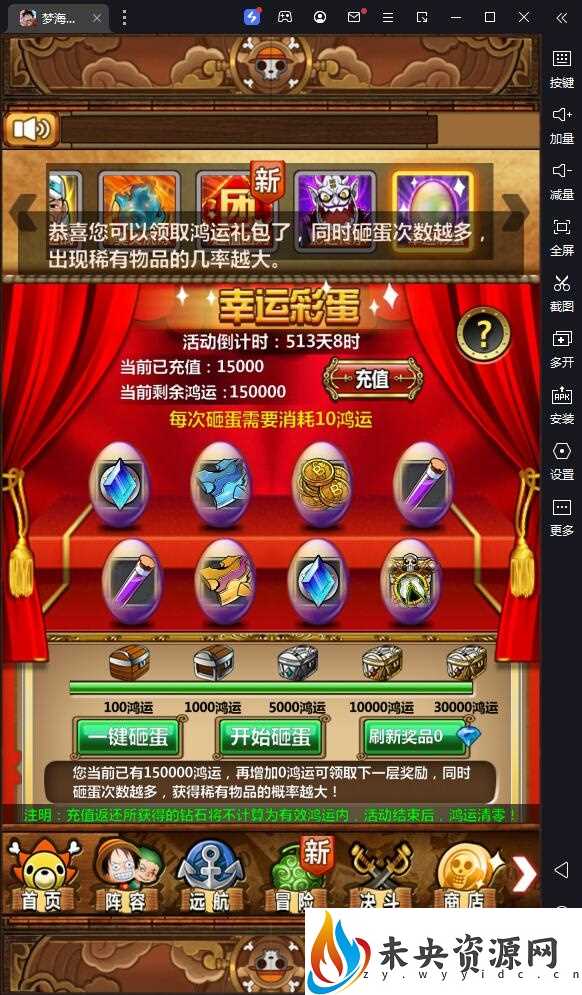 梦海...
按键
加量
减量
全屏
截图
多开
APK
安装
设置
更多
新
团
恭喜您可以领取鸿运礼包了，同时砸蛋次数越多，
出现稀有物品的几率越大。
幸运彩蛋
活动倒计时：513天8时
当前已充值：15000
当前剩余鸿运：150000
充值
?
每次砸蛋需要消耗10鸿运
100鸿运 1000鸿运 5000鸿运 10000鸿运 30000鸿运
一键砸蛋 开始砸蛋 刷新奖品0
您当前已有150000鸿运，再增加0鸿运可领取下一层奖励，同时
砸蛋次数越多，获得稀有物品的概率越大！
注明：充值返还所获得的钻石将不计算为有效鸿运内，活动结束后，鸿运清零！
新
首页 阵容 远航 冒险 决斗 商店
未央资源网
zy.wyyidc.cn